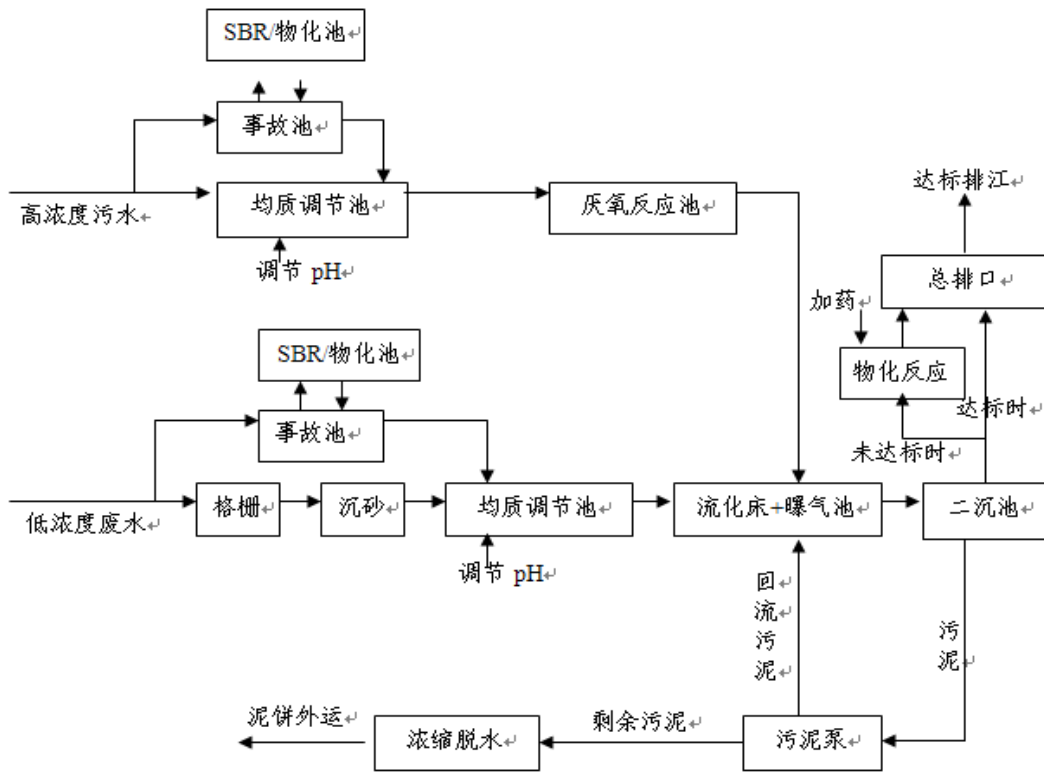 SBR/物化池
事故池
高浓度污水
均质调节池
厌氧反应池
达标排江
调节 pH
总排口
加药
SBR/物化池
物化反应
事故池
达标时
未达标时
低浓度废水
格栅
沉砂
均质调节池
流化床+曝气池
二沉池
调节 pH
回
流
污
泥
污
泥
泥饼外运
浓缩脱水
剩余污泥
污泥泵